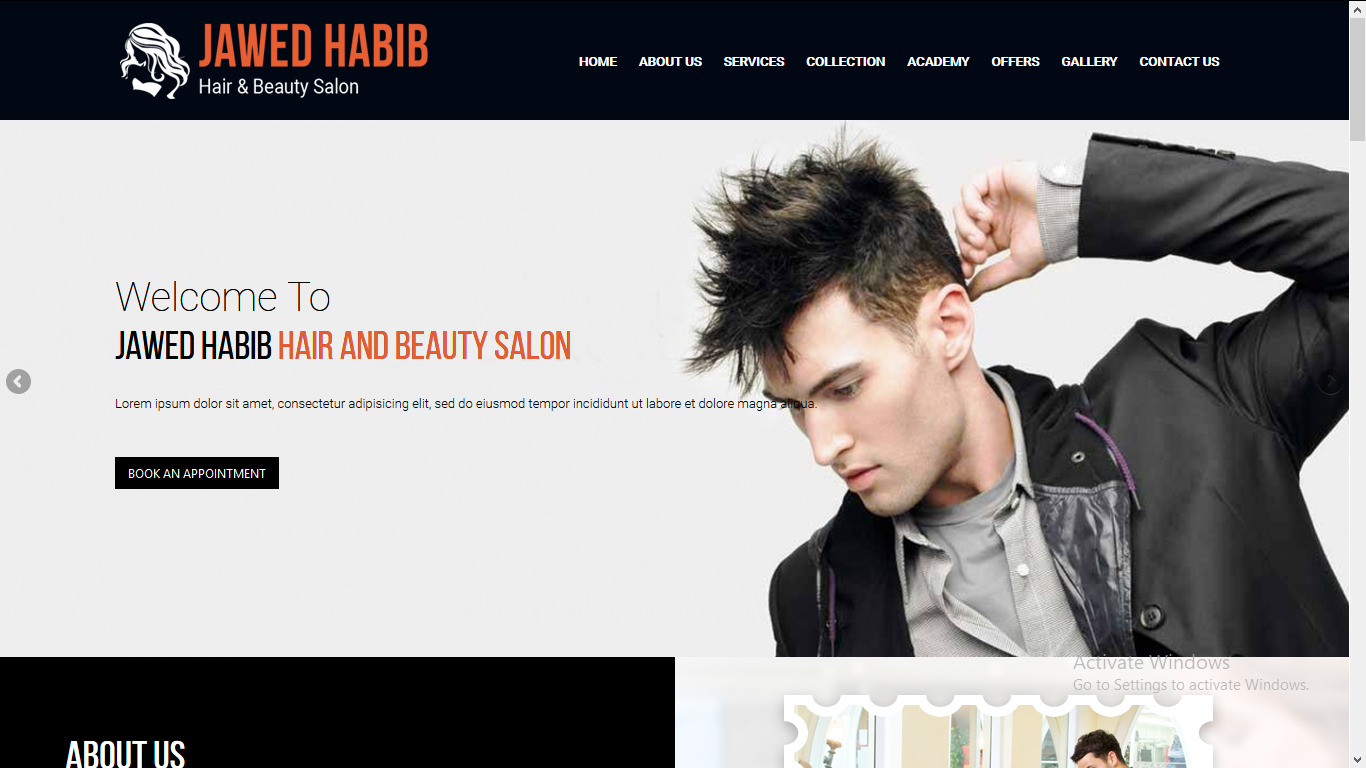 JAWED HABIB
Hair & Beauty Salon
HOME ABOUT US SERVICES COLLECTION ACADEMY OFFERS GALLERY CONTACT US
Welcome To
JAWED HABIB HAIR AND BEAUTY SALON
Lorem ipsum dolor sit amet, consectetur adipisicing elit, sed do eiusmod tempor incididunt ut labore et dolore magna aliqua.
BOOK AN APPOINTMENT
Activate Windows
Go to Settings to activate Windows.
ABOUT US